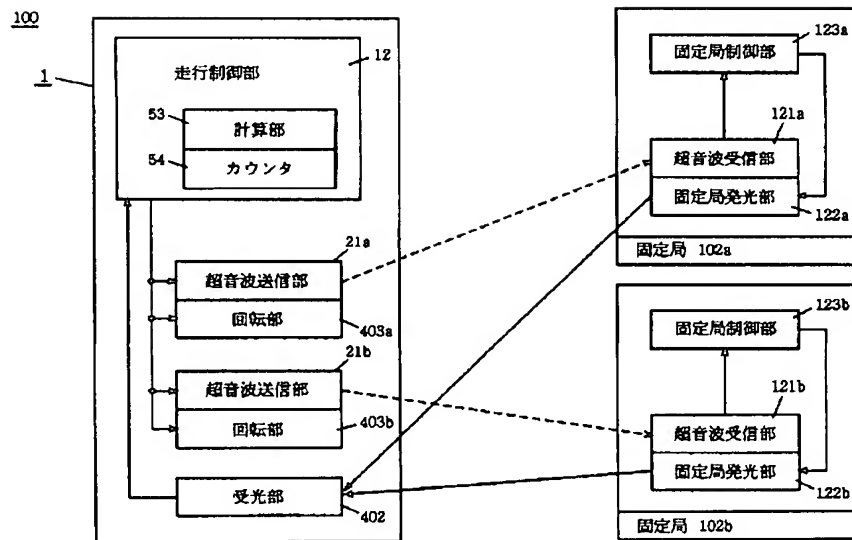 100
1
12
走行制御部
53
計算部
54
カウンタ
21a
超音波送信部
回転部
403a
21b
超音波送信部
回転部
403b
受光部
402
123a
固定局制御部
121a
超音波受信部
固定局発光部
122a
固定局 102a
123b
固定局制御部
121b
超音波受信部
固定局発光部
122b
固定局 102b